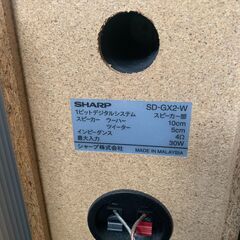 SHARP SD-GX2-W
1ビットデジタルシステム スピーカー部
スピーカー ウーハー 10cm
ツイーター 5cm
インピーダンス 4Ω
最大入力 30W
シャープ株式会社 MADE IN MALAYSIA